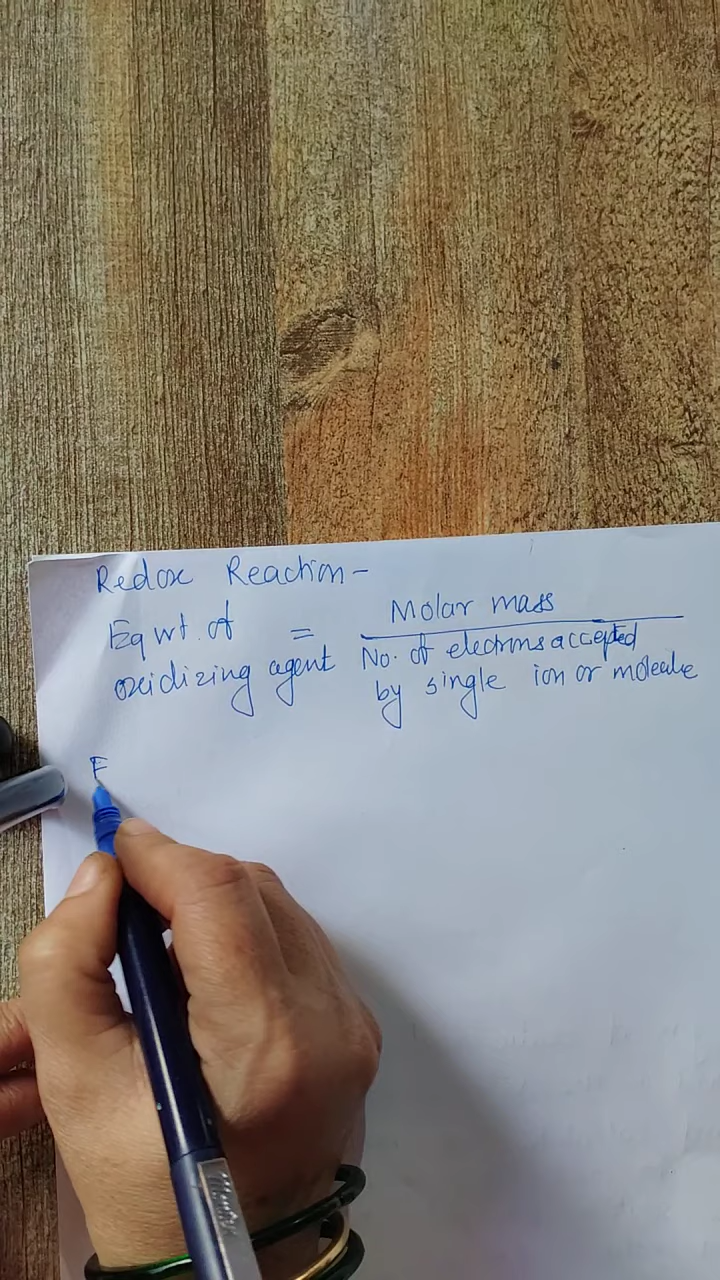 Redox Reaction-
Eq wt. of = Molar mass
oxidizing agent No. of electrons accepted
by single ion or molecule
E